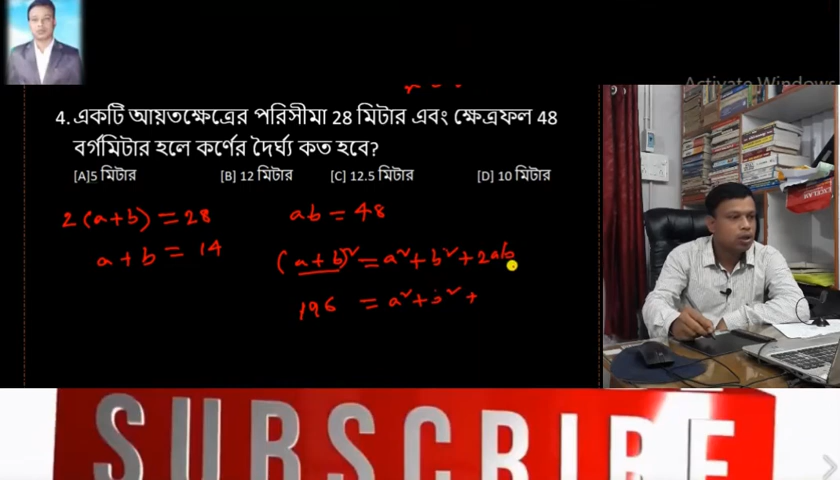 Activate Windows
4. একটি আয়তক্ষেত্রের পরিসীমা 28 মিটার এবং ক্ষেত্রফল 48
বর্গমিটার হলে কর্ণের দৈর্ঘ্য কত হবে?
[A]5 মিটার [B] 12 মিটার [C] 12.5 মিটার [D] 10 মিটার
2(a+b) = 28 ab = 48
a + b = 14 (a+b)² = a²+b²+2ab
196 = a²+b²+
SUBSCRIBE